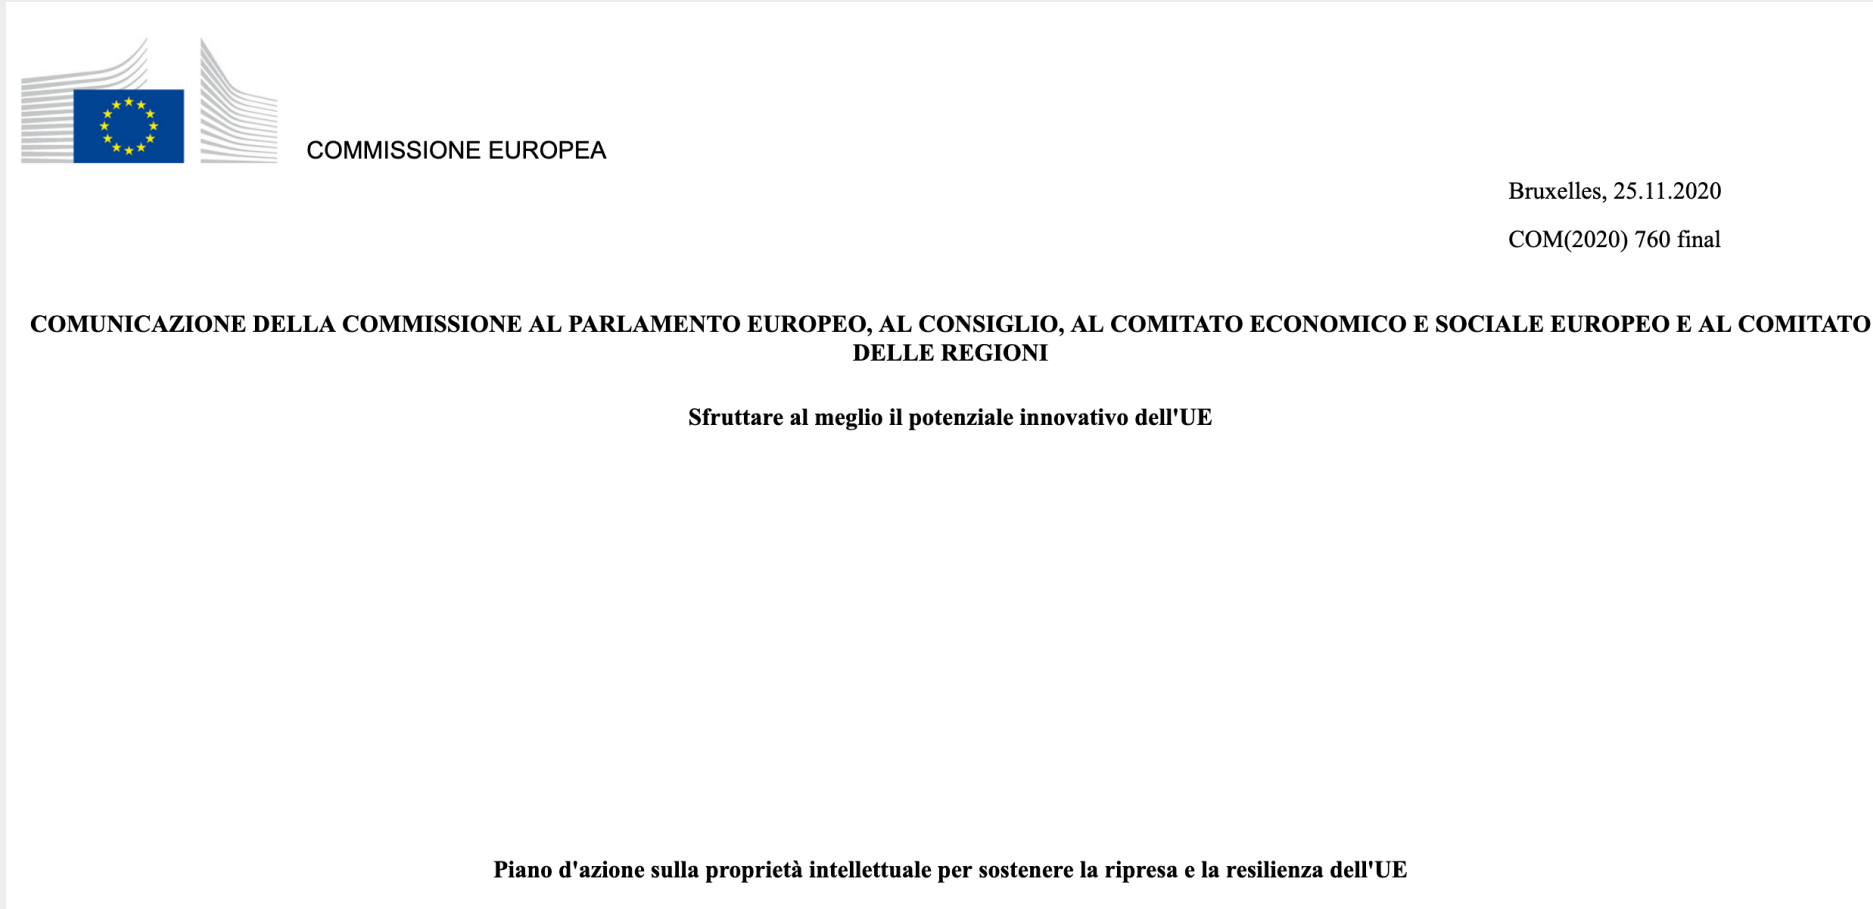 COMMISSIONE EUROPEA
Bruxelles, 25.11.2020
COM(2020) 760 final
COMUNICAZIONE DELLA COMMISSIONE AL PARLAMENTO EUROPEO, AL CONSIGLIO, AL COMITATO ECONOMICO E SOCIALE EUROPEO E AL COMITATO
DELLE REGIONI
Sfruttare al meglio il potenziale innovativo dell'UE
Piano d'azione sulla proprietà intellettuale per sostenere la ripresa e la resilienza dell'UE